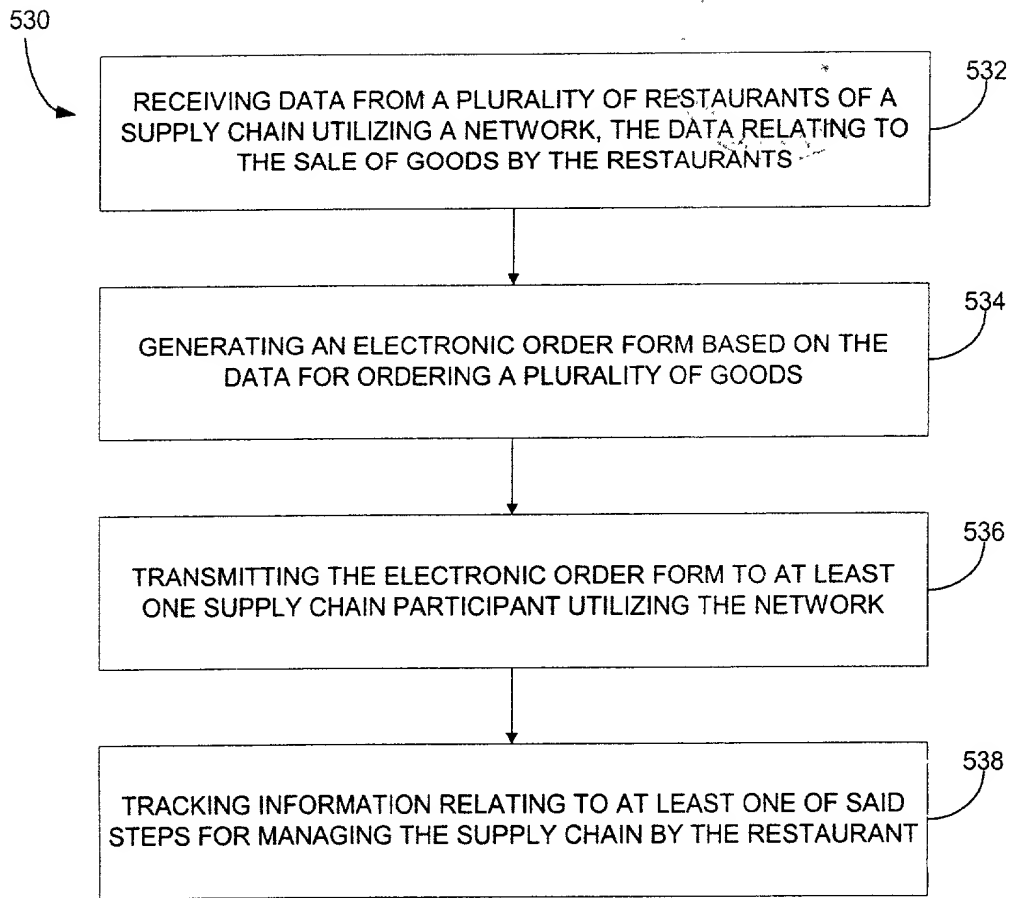 530
532
RECEIVING DATA FROM A PLURALITY OF RESTAURANTS OF A
SUPPLY CHAIN UTILIZING A NETWORK, THE DATA RELATING TO
THE SALE OF GOODS BY THE RESTAURANTS
534
GENERATING AN ELECTRONIC ORDER FORM BASED ON THE
DATA FOR ORDERING A PLURALITY OF GOODS
536
TRANSMITTING THE ELECTRONIC ORDER FORM TO AT LEAST
ONE SUPPLY CHAIN PARTICIPANT UTILIZING THE NETWORK
538
TRACKING INFORMATION RELATING TO AT LEAST ONE OF SAID
STEPS FOR MANAGING THE SUPPLY CHAIN BY THE RESTAURANT